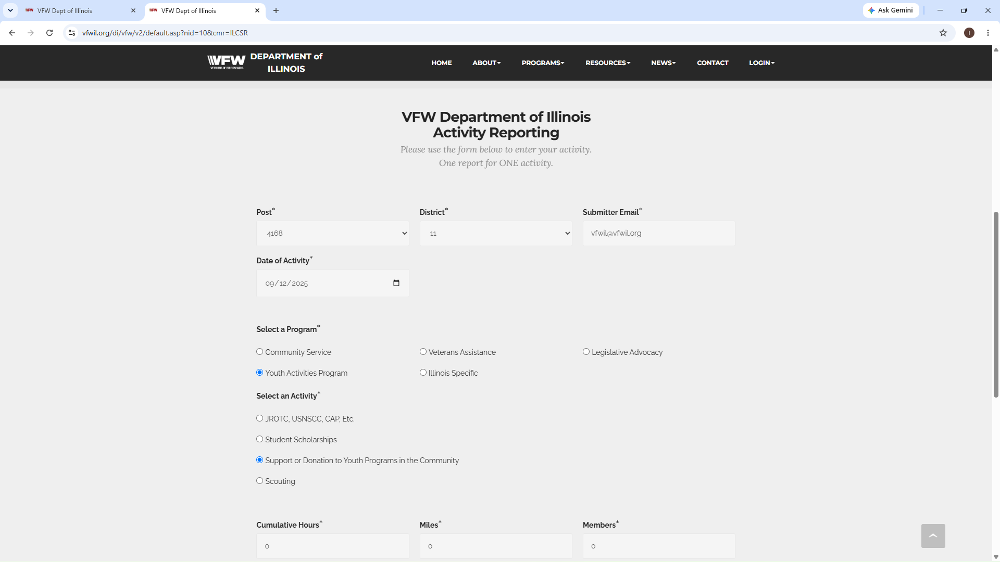 VFW Dept of Illinois
VFW Dept of Illinois
Ask Gemini
vfwil.org/di/vfw/v2/default.asp?nid=10&cmr=ILCSR
I
VFW
VETERANS OF FOREIGN WARS.
DEPARTMENT of
ILLINOIS
HOME ABOUT PROGRAMS RESOURCES NEWS CONTACT LOGIN
VFW Department of Illinois
Activity Reporting
Please use the form below to enter your activity.
One report for ONE activity.
Post* District* Submitter Email*
4168 11 vfwil@vfwil.org
Date of Activity*
09/12/2025
Select a Program*
Community Service Veterans Assistance Legislative Advocacy
Youth Activities Program Illinois Specific
Select an Activity*
JROTC, USNSCC, CAP, Etc.
Student Scholarships
Support or Donation to Youth Programs in the Community
Scouting
Cumulative Hours* Miles* Members*
0 0 0